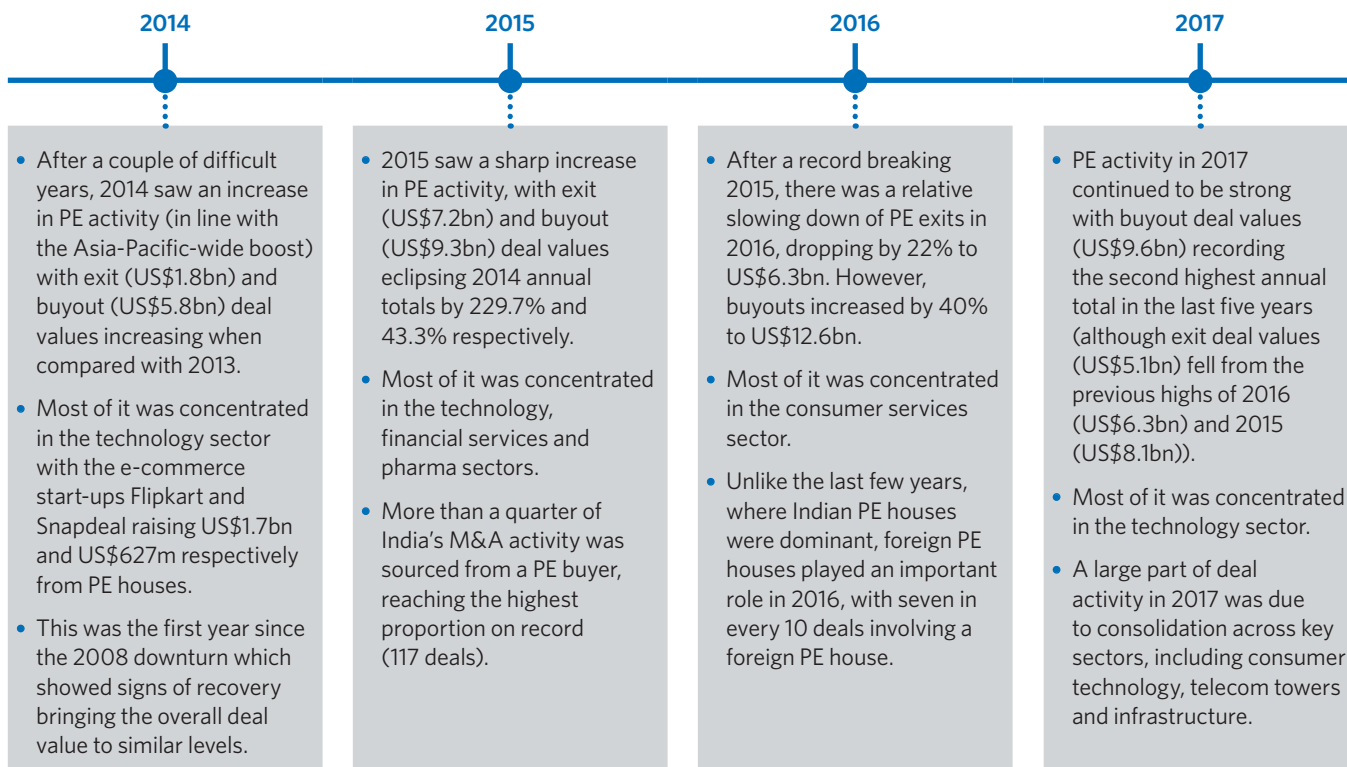 2014
• After a couple of difficult
years, 2014 saw an increase
in PE activity (in line with
the Asia-Pacific-wide boost)
with exit (US$1.8bn) and
buyout (US$5.8bn) deal
values increasing when
compared with 2013.
• Most of it was concentrated
in the technology sector
with the e-commerce
start-ups Flipkart and
Snapdeal raising US$1.7bn
and US$627m respectively
from PE houses.
• This was the first year since
the 2008 downturn which
showed signs of recovery
bringing the overall deal
value to similar levels.
2015
• 2015 saw a sharp increase
in PE activity, with exit
(US$7.2bn) and buyout
(US$9.3bn) deal values
eclipsing 2014 annual
totals by 229.7% and
43.3% respectively.
• Most of it was concentrated
in the technology,
financial services and
pharma sectors.
• More than a quarter of
India's M&A activity was
sourced from a PE buyer,
reaching the highest
proportion on record
(117 deals).
2016
• After a record breaking
2015, there was a relative
slowing down of PE exits in
2016, dropping by 22% to
US$6.3bn. However,
buyouts increased by 40%
to US$12.6bn.
• Most of it was concentrated
in the consumer services
sector.
• Unlike the last few years,
where Indian PE houses
were dominant, foreign PE
houses played an important
role in 2016, with seven in
every 10 deals involving a
foreign PE house.
2017
• PE activity in 2017
continued to be strong
with buyout deal values
(US$9.6bn) recording
the second highest annual
total in the last five years
(although exit deal values
(US$5.1bn) fell from the
previous highs of 2016
(US$6.3bn) and 2015
(US$8.1bn)).
• Most of it was concentrated
in the technology sector.
• A large part of deal
activity in 2017 was due
to consolidation across key
sectors, including consumer
technology, telecom towers
and infrastructure.